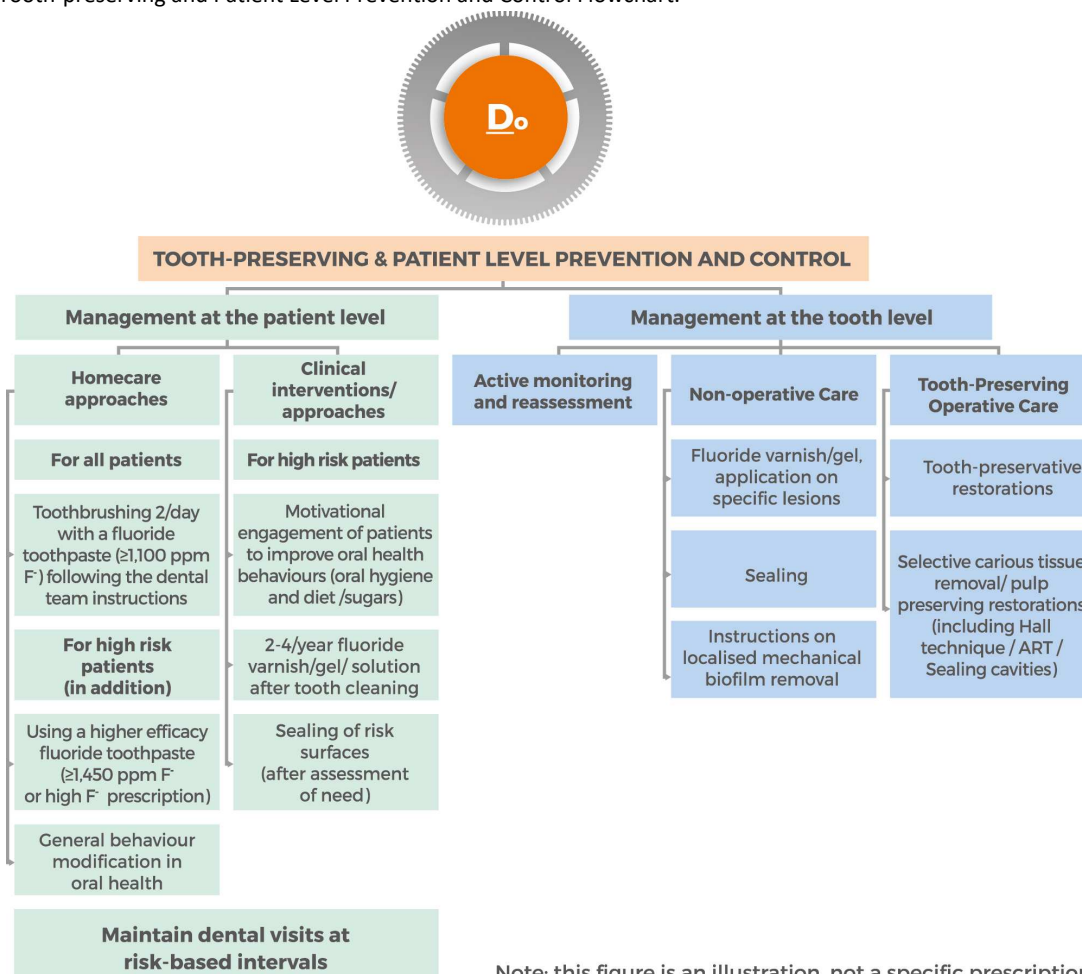 Tooth-preserving and Patient Level Prevention and Control Flowchart.
Do
TOOTH-PRESERVING & PATIENT LEVEL PREVENTION AND CONTROL
Management at the patient level
Homecare
approaches
For all patients
Toothbrushing 2/day
with a fluoride
toothpaste (≥1,100 ppm
F⁻) following the dental
team instructions
For high risk
patients
(in addition)
Using a higher efficacy
fluoride toothpaste
(≥1,450 ppm F⁻
or high F⁻ prescription)
General behaviour
modification in
oral health
Clinical
interventions/
approaches
For high risk patients
Motivational
engagement of patients
to improve oral health
behaviours (oral hygiene
and diet /sugars)
2-4/year fluoride
varnish/gel/ solution
after tooth cleaning
Sealing of risk
surfaces
(after assessment
of need)
Maintain dental visits at
risk-based intervals
Management at the tooth level
Active monitoring
and reassessment
Non-operative Care
Fluoride varnish/gel,
application on
specific lesions
Sealing
Instructions on
localised mechanical
biofilm removal
Tooth-Preserving
Operative Care
Tooth-preservative
restorations
Selective carious tissue
removal/ pulp
preserving restorations
(including Hall
technique / ART /
Sealing cavities)
Note: this figure is an illustration, not a specific prescription